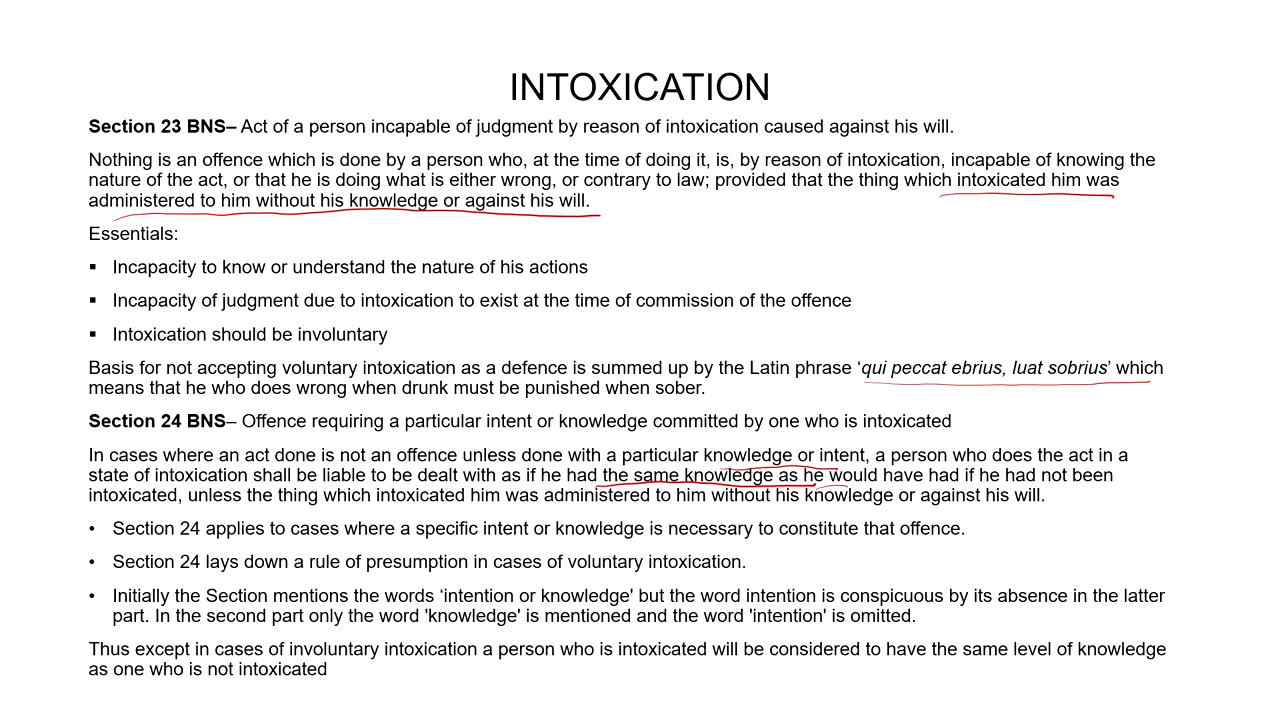 INTOXICATION
Section 23 BNS– Act of a person incapable of judgment by reason of intoxication caused against his will.
Nothing is an offence which is done by a person who, at the time of doing it, is, by reason of intoxication, incapable of knowing the
nature of the act, or that he is doing what is either wrong, or contrary to law; provided that the thing which intoxicated him was
administered to him without his knowledge or against his will.
Essentials:
▪ Incapacity to know or understand the nature of his actions
▪ Incapacity of judgment due to intoxication to exist at the time of commission of the offence
▪ Intoxication should be involuntary
Basis for not accepting voluntary intoxication as a defence is summed up by the Latin phrase ‘qui peccat ebrius, luat sobrius’ which
means that he who does wrong when drunk must be punished when sober.
Section 24 BNS– Offence requiring a particular intent or knowledge committed by one who is intoxicated
In cases where an act done is not an offence unless done with a particular knowledge or intent, a person who does the act in a
state of intoxication shall be liable to be dealt with as if he had the same knowledge as he would have had if he had not been
intoxicated, unless the thing which intoxicated him was administered to him without his knowledge or against his will.
• Section 24 applies to cases where a specific intent or knowledge is necessary to constitute that offence.
• Section 24 lays down a rule of presumption in cases of voluntary intoxication.
• Initially the Section mentions the words ‘intention or knowledge' but the word intention is conspicuous by its absence in the latter
part. In the second part only the word 'knowledge' is mentioned and the word 'intention' is omitted.
Thus except in cases of involuntary intoxication a person who is intoxicated will be considered to have the same level of knowledge
as one who is not intoxicated